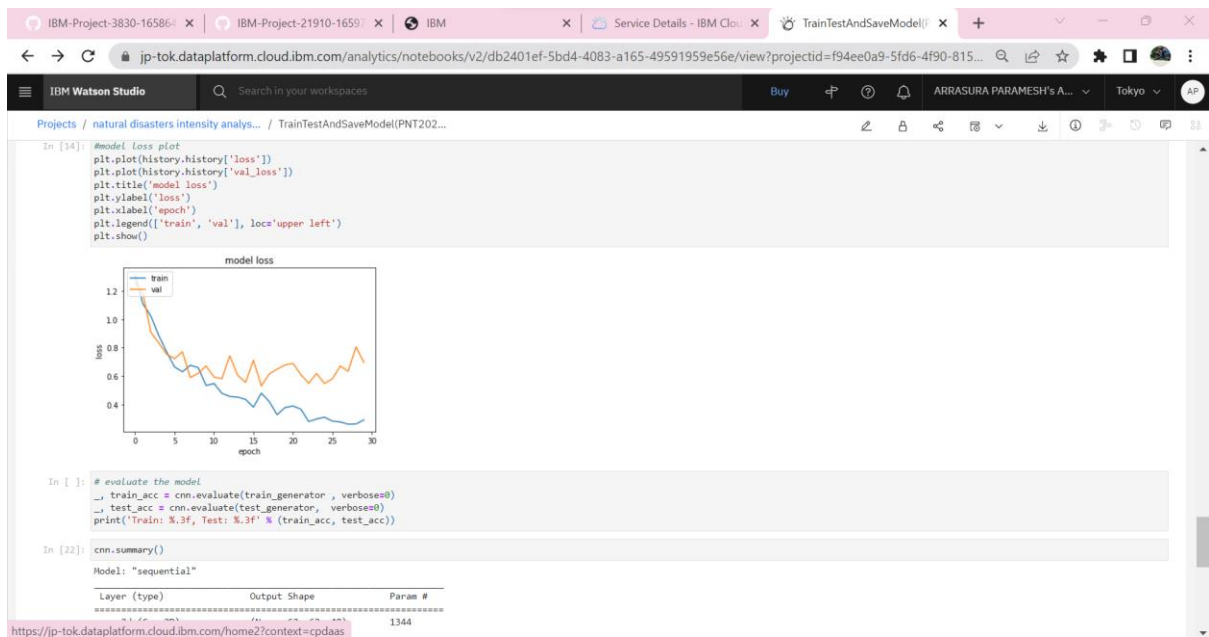 IBM-Project-3830-165864
IBM-Project-21910-16597
IBM
Service Details - IBM Clou
TrainTestAndSaveModel(P
jp-tok.dataplatform.cloud.ibm.com/analytics/notebooks/v2/db2401ef-5bd4-4083-a165-49591959e56e/view?projectid=f94ee0a9-5fd6-4f90-815...
IBM Watson Studio
Search in your workspaces
Buy
ARRASURA PARAMESH's A...
Tokyo
AP
Projects / natural disasters intensity analys... / TrainTestAndSaveModel(PNT202...
In [14]: #model loss plot
plt.plot(history.history['loss'])
plt.plot(history.history['val_loss'])
plt.title('model loss')
plt.ylabel('loss')
plt.xlabel('epoch')
plt.legend(['train', 'val'], loc='upper left')
plt.show()
model loss
train
val
1.2
1.0
0.8
0.6
0.4
loss
0 5 10 15 20 25 30
epoch
In [ ]: # evaluate the model
_, train_acc = cnn.evaluate(train_generator , verbose=0)
_, test_acc = cnn.evaluate(test_generator, verbose=0)
print('Train: %.3f, Test: %.3f' % (train_acc, test_acc))
In [22]: cnn.summary()
Model: "sequential"
Layer (type) Output Shape Param #
1344
https://jp-tok.dataplatform.cloud.ibm.com/home2?context=cpdaas